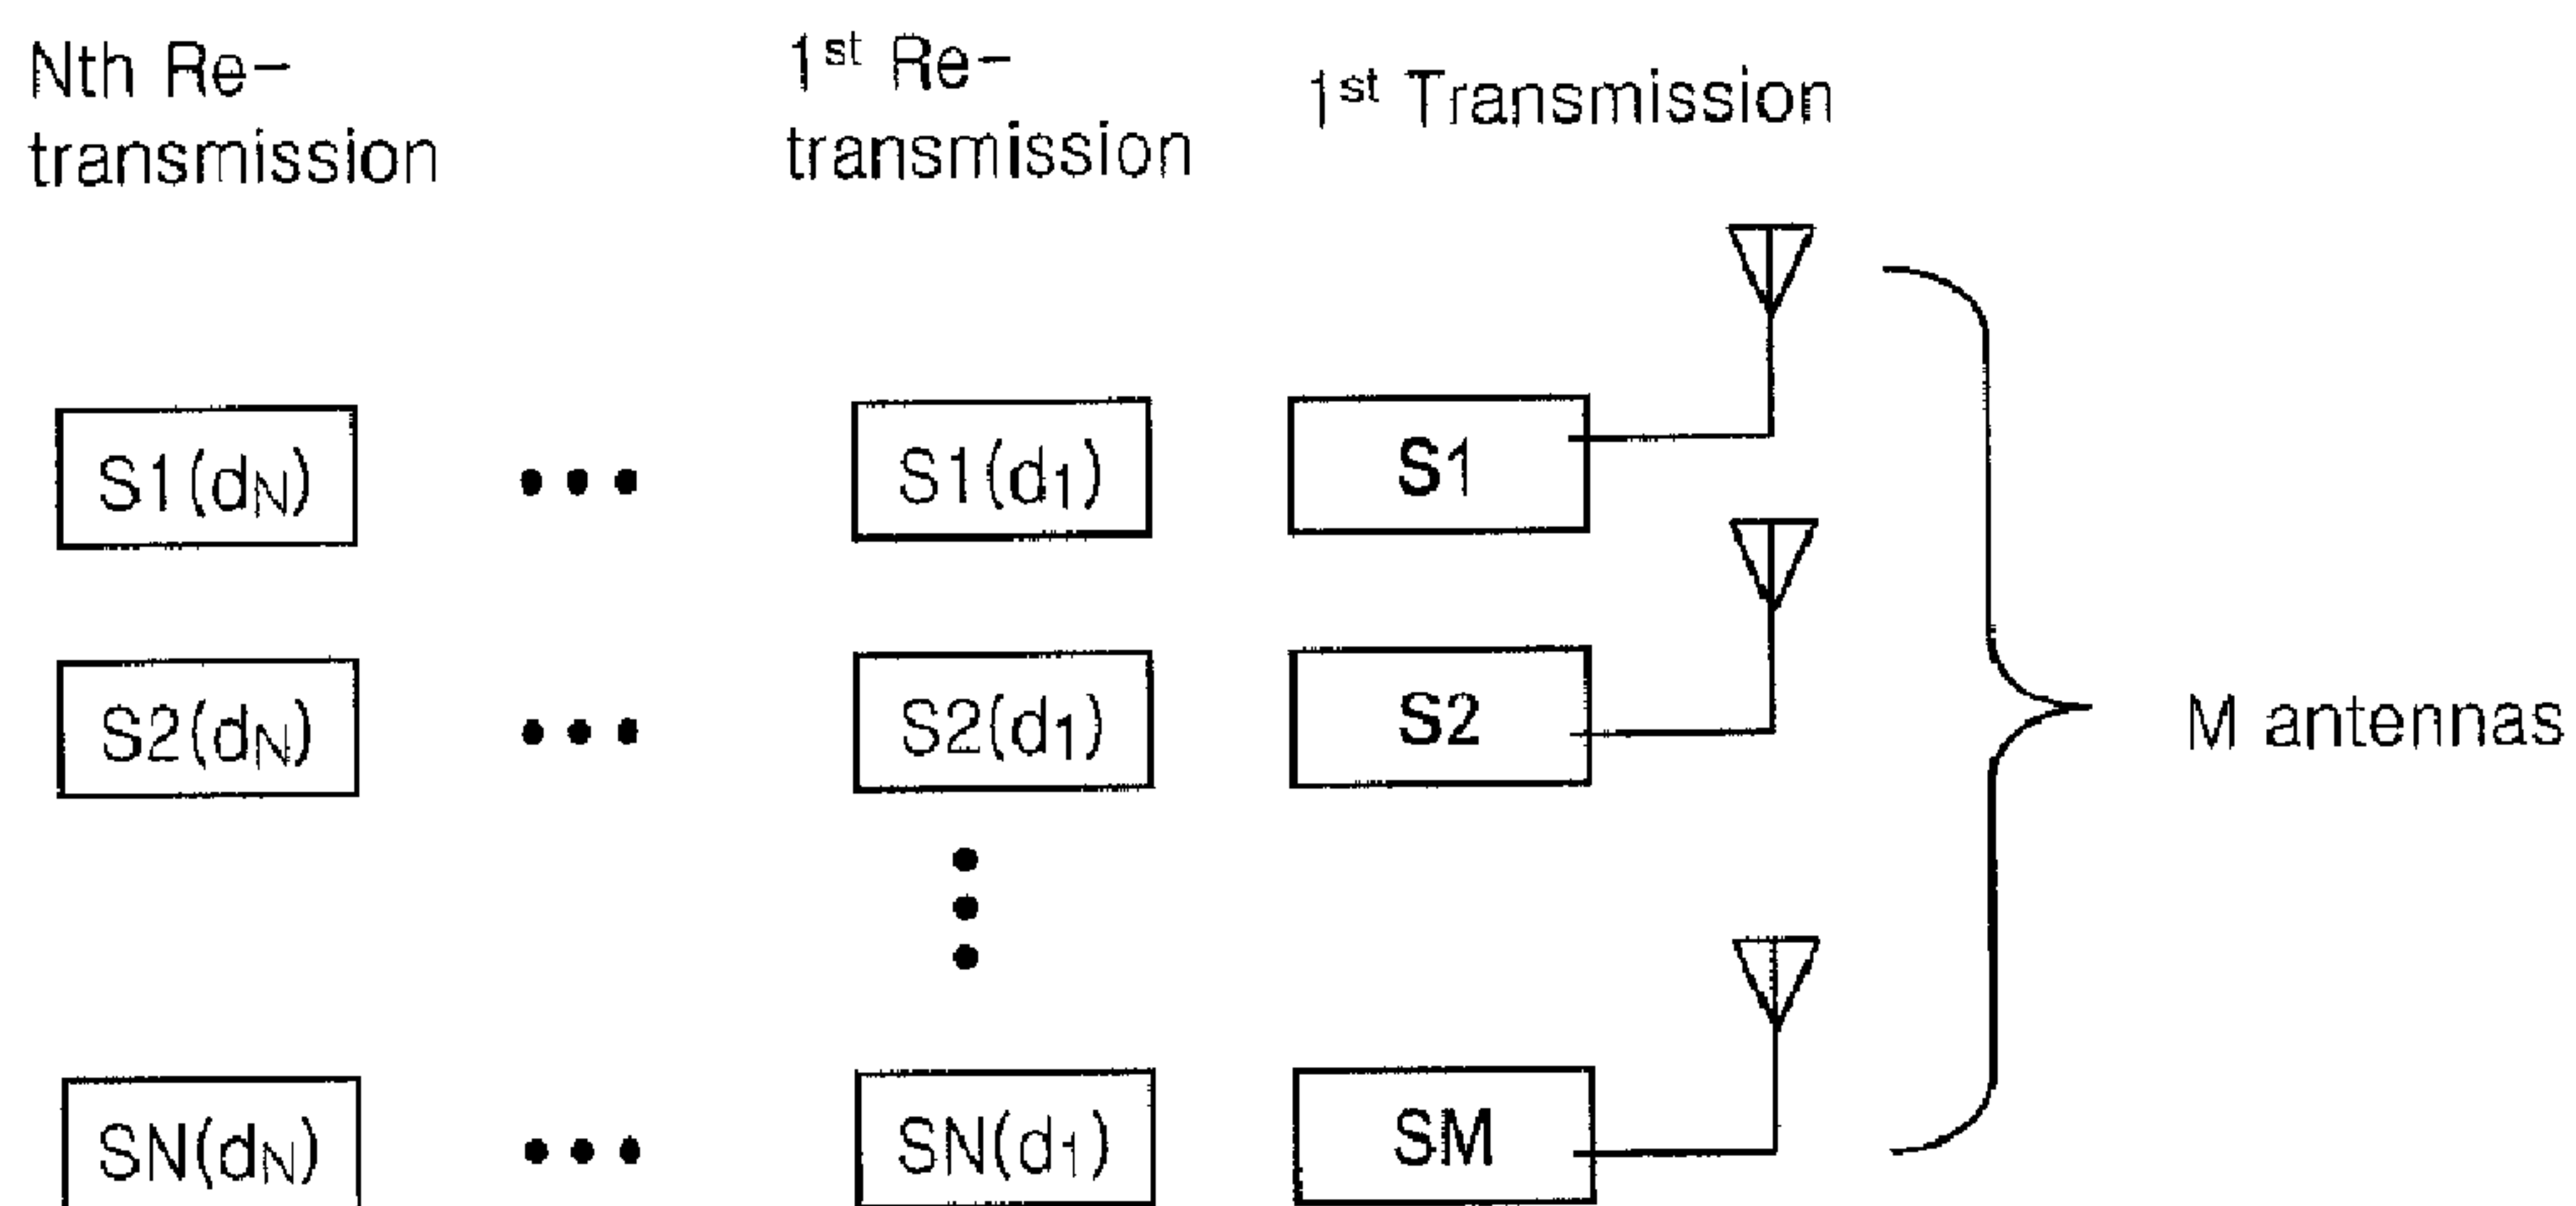 Nth Re-
transmission
1st Re-
transmission
1st Transmission
S1(dN)
S1(d1)
S1
S2(dN)
S2(d1)
S2
M antennas
SN(dN)
SN(d1)
SM